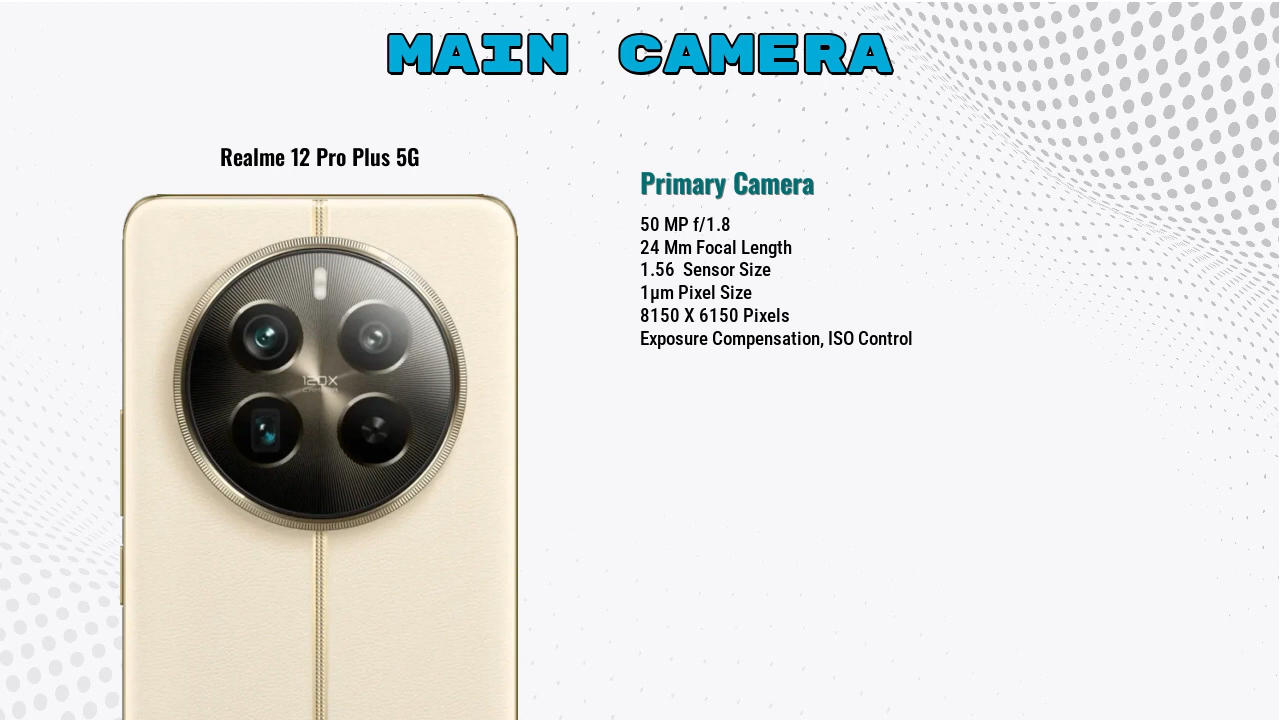 MAIN CAMERA
Realme 12 Pro Plus 5G
Primary Camera
50 MP f/1.8
24 Mm Focal Length
1.56  Sensor Size
1µm Pixel Size
8150 X 6150 Pixels
Exposure Compensation, ISO Control
120X